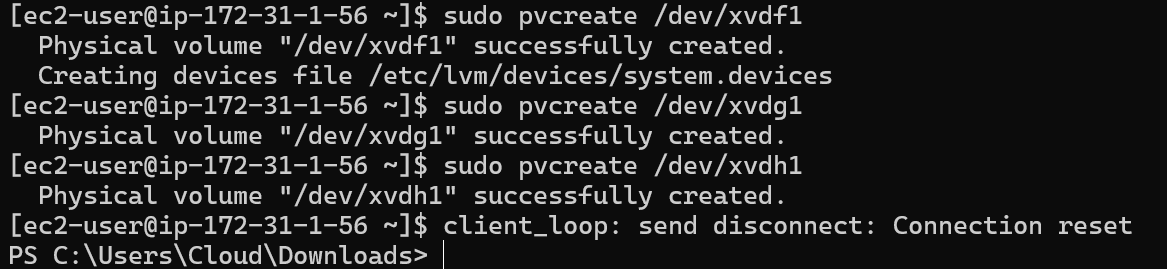 [ec2-user@ip-172-31-1-56 ~]$ sudo pvcreate /dev/xvdf1
  Physical volume "/dev/xvdf1" successfully created.
  Creating devices file /etc/lvm/devices/system.devices
[ec2-user@ip-172-31-1-56 ~]$ sudo pvcreate /dev/xvdg1
  Physical volume "/dev/xvdg1" successfully created.
[ec2-user@ip-172-31-1-56 ~]$ sudo pvcreate /dev/xvdh1
  Physical volume "/dev/xvdh1" successfully created.
[ec2-user@ip-172-31-1-56 ~]$ client_loop: send disconnect: Connection reset
PS C:\Users\Cloud\Downloads>